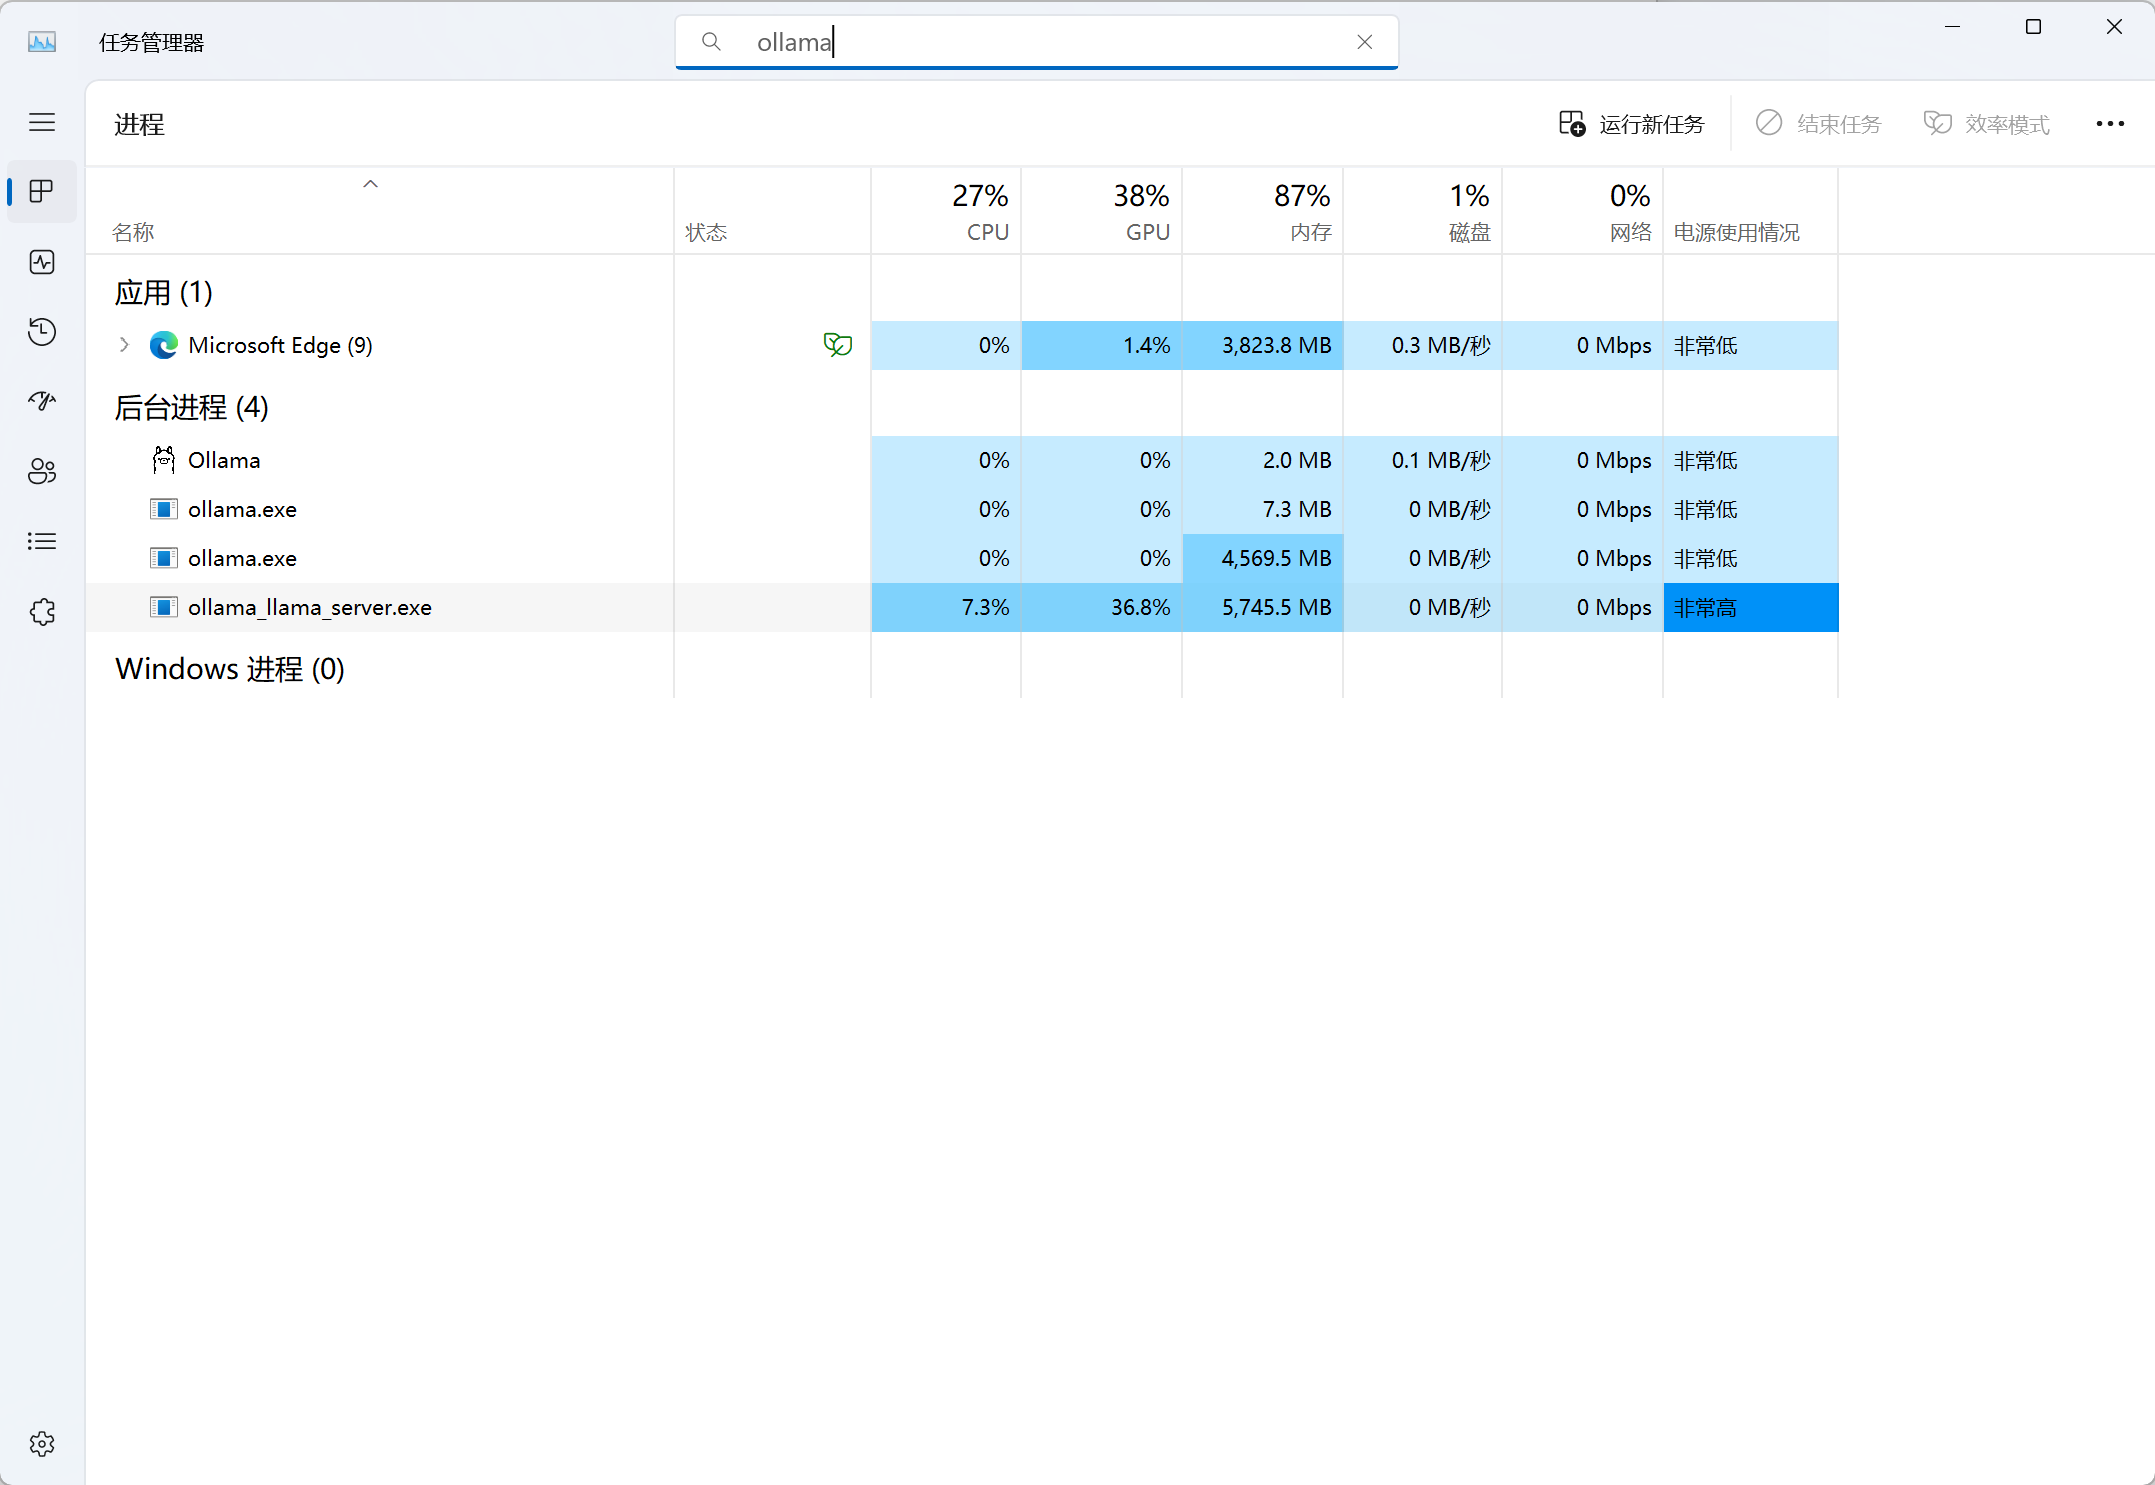 任务管理器
ollama
进程
运行新任务
结束任务
效率模式
27% 38% 87% 1% 0%
名称 状态 CPU GPU 内存 磁盘 网络 电源使用情况
应用 (1)
Microsoft Edge (9) 0% 1.4% 3,823.8 MB 0.3 MB/秒 0 Mbps 非常低
后台进程 (4)
Ollama 0% 0% 2.0 MB 0.1 MB/秒 0 Mbps 非常低
ollama.exe 0% 0% 7.3 MB 0 MB/秒 0 Mbps 非常低
ollama.exe 0% 0% 4,569.5 MB 0 MB/秒 0 Mbps 非常低
ollama_llama_server.exe 7.3% 36.8% 5,745.5 MB 0 MB/秒 0 Mbps 非常高
Windows 进程 (0)